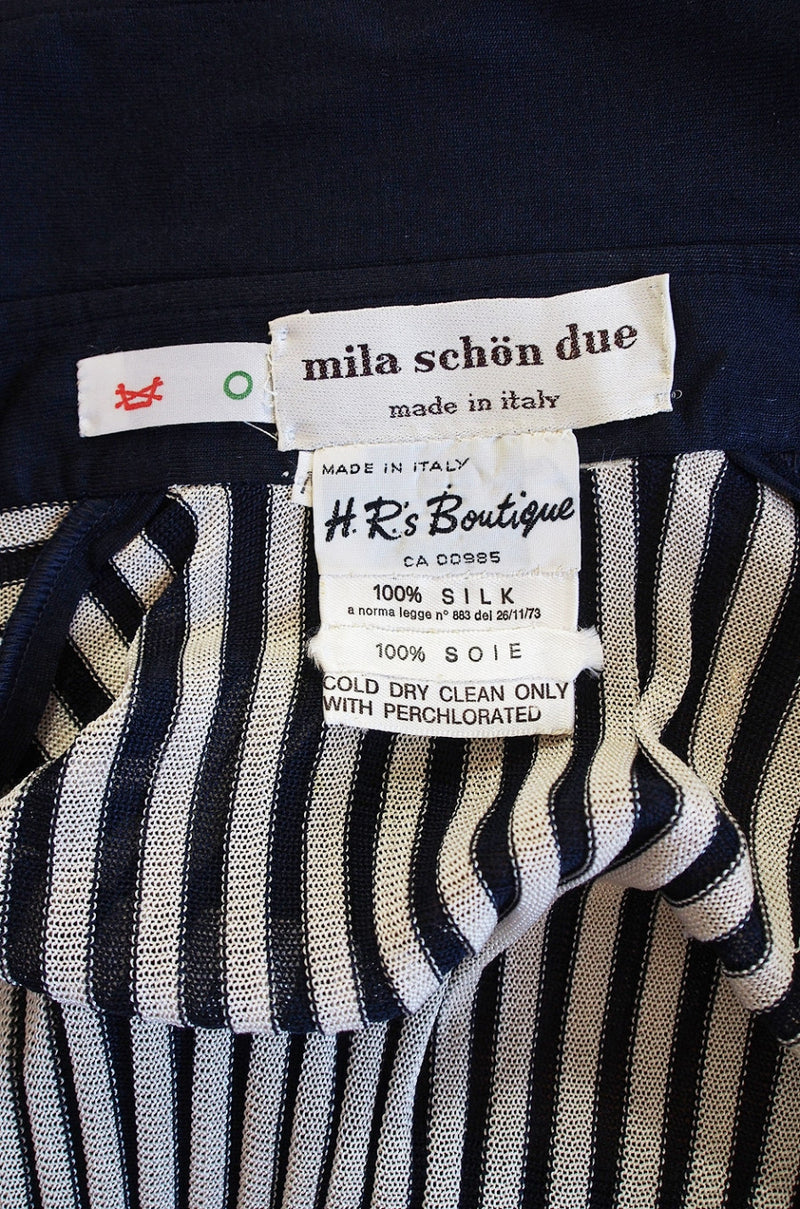 mila schön due
made in italy
MADE IN ITALY
H.R.'s Boutique
CA 00985
100% SILK
a norma legge n° 883 del 26/11/73
100% SOIE
COLD DRY CLEAN ONLY
WITH PERCHLORATED